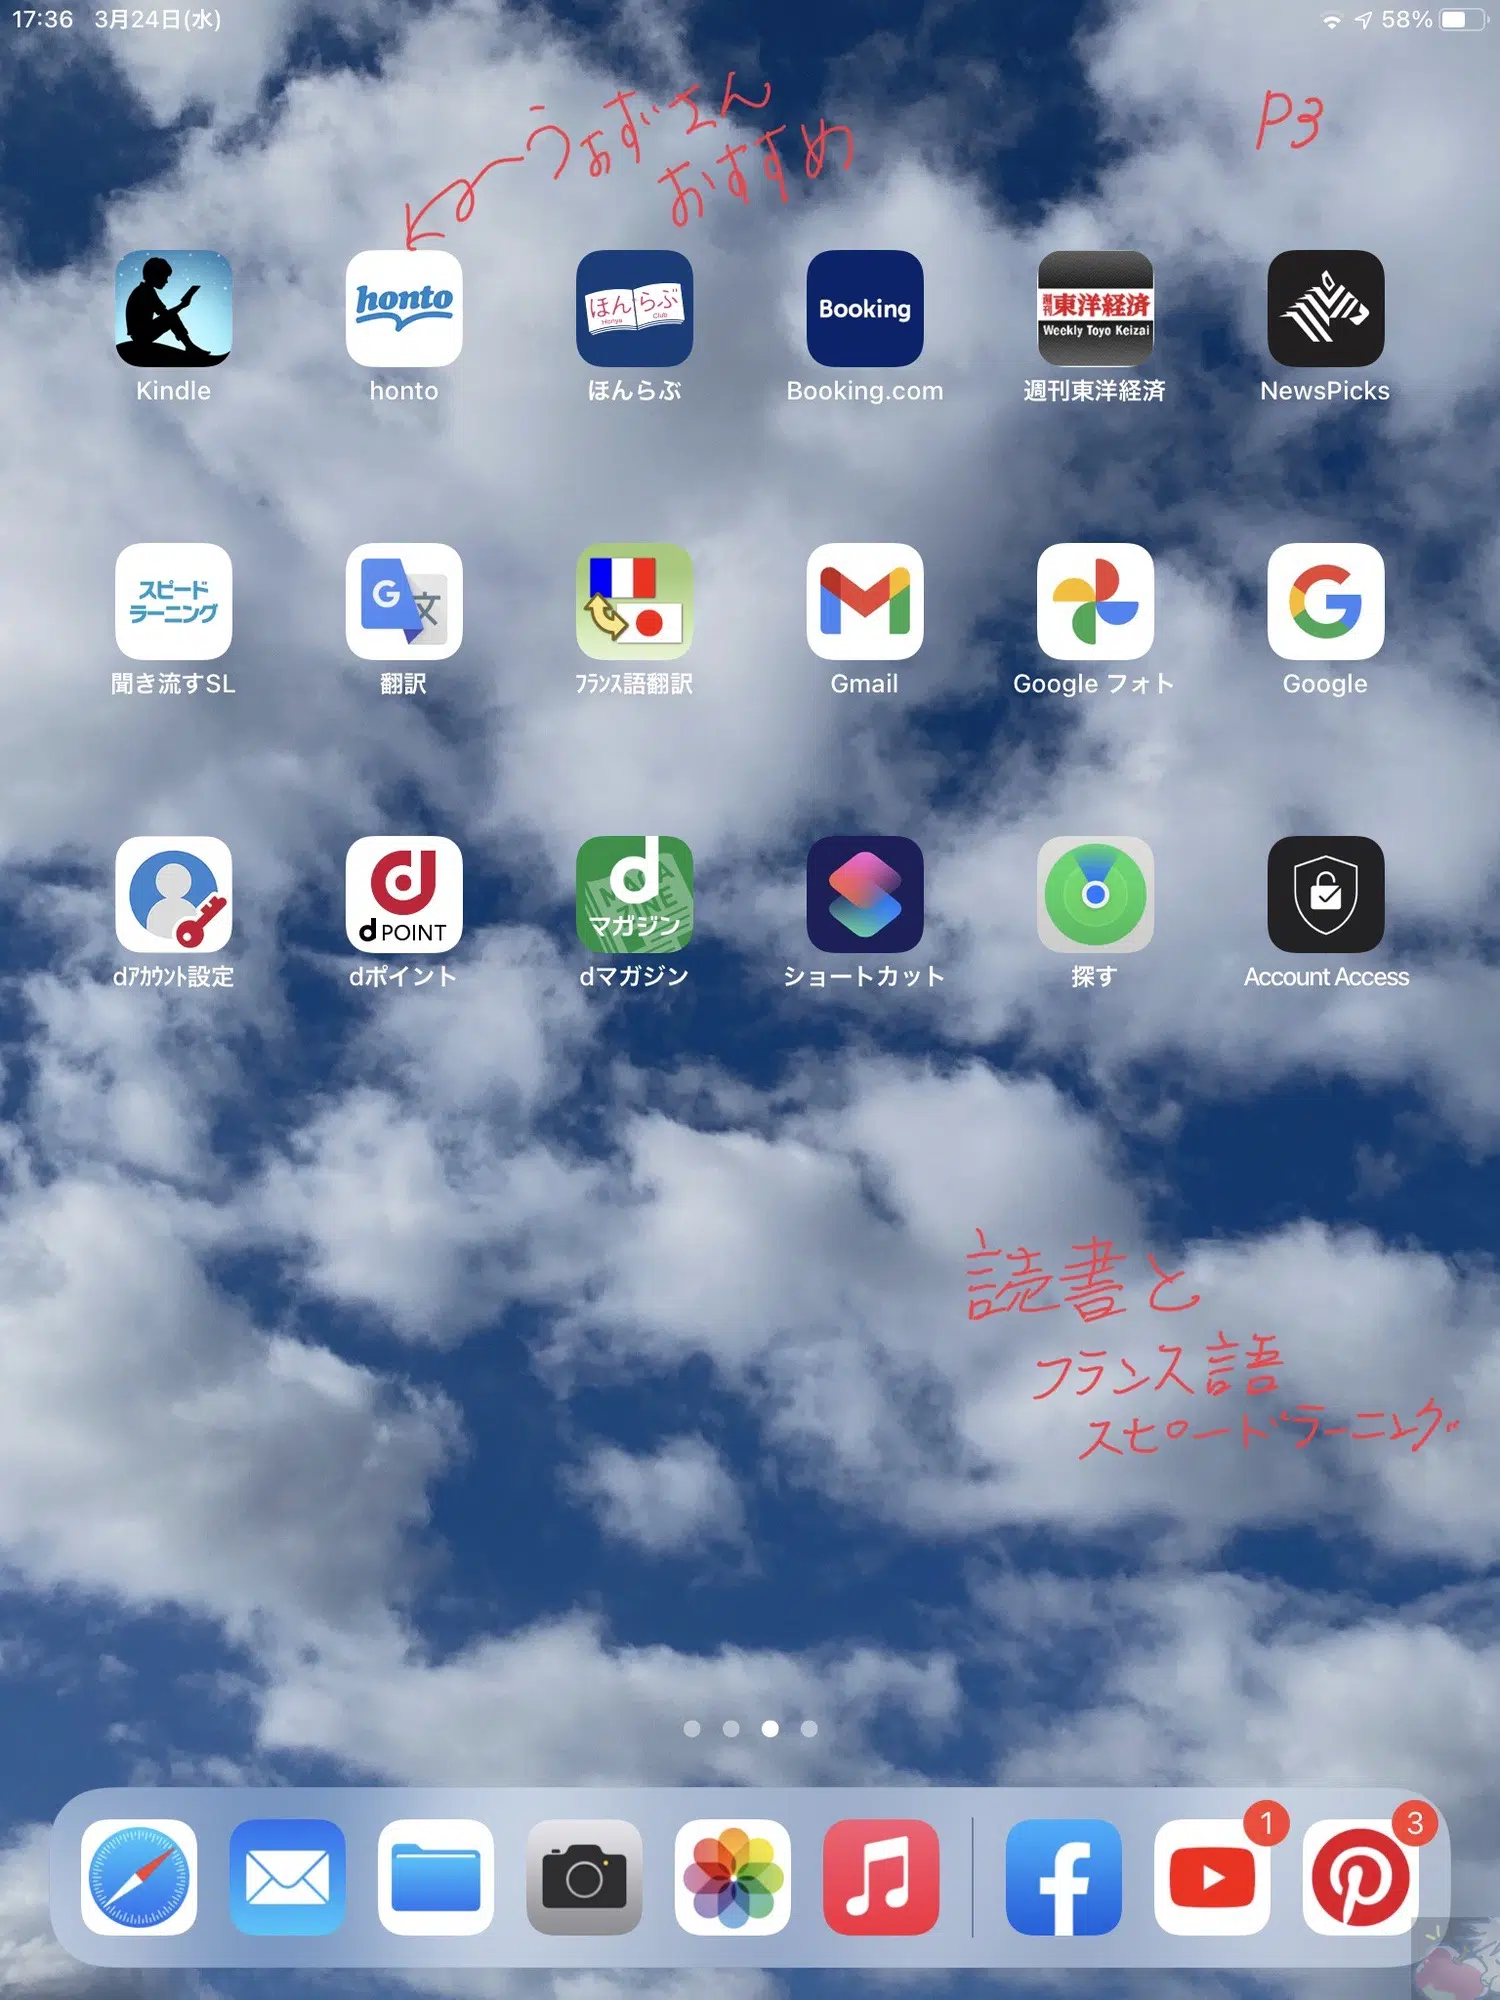 17:36 3月24日(水) 58%
うぉずさん
おすすめ
P3
honto ほんらぶ Honya Club Booking 週刊東洋経済 Weekly Toyo Keizai
Kindle honto ほんらぶ Booking.com 週刊東洋経済 NewsPicks
スピード
ラーニング
G 文 M G
聞き流すSL 翻訳 フランス語翻訳 Gmail Google フォト Google
d POINT d マガジン
dアカウント設定 dポイント dマガジン ショートカット 探す Account Access
読書と
フランス語
スピードラーニング
1 3